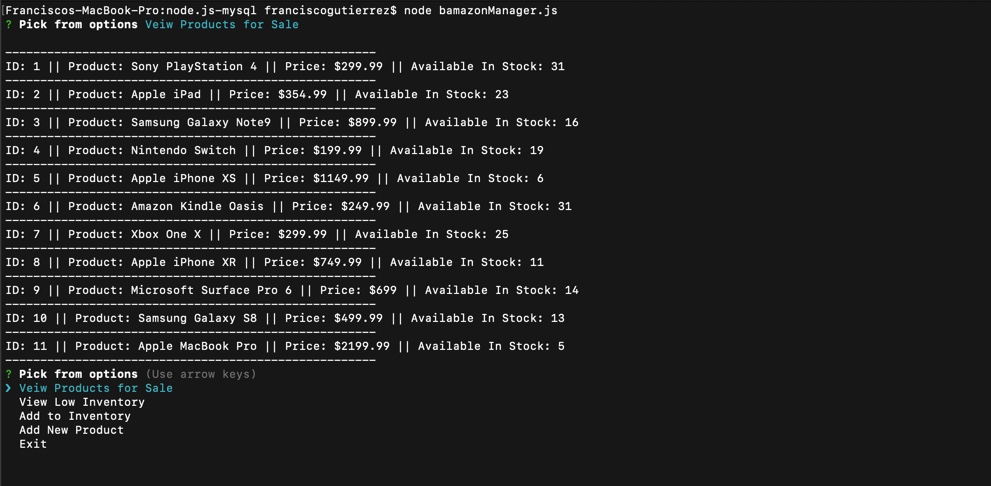 [Franciscos-MacBook-Pro:node.js-mysql franciscogutierrez$ node bamazonManager.js
? Pick from options Veiw Products for Sale
-----------------------------------------------------
ID: 1 || Product: Sony PlayStation 4 || Price: $299.99 || Available In Stock: 31
-----------------------------------------------------
ID: 2 || Product: Apple iPad || Price: $354.99 || Available In Stock: 23
-----------------------------------------------------
ID: 3 || Product: Samsung Galaxy Note9 || Price: $899.99 || Available In Stock: 16
-----------------------------------------------------
ID: 4 || Product: Nintendo Switch || Price: $199.99 || Available In Stock: 19
-----------------------------------------------------
ID: 5 || Product: Apple iPhone XS || Price: $1149.99 || Available In Stock: 6
-----------------------------------------------------
ID: 6 || Product: Amazon Kindle Oasis || Price: $249.99 || Available In Stock: 31
-----------------------------------------------------
ID: 7 || Product: Xbox One X || Price: $299.99 || Available In Stock: 25
-----------------------------------------------------
ID: 8 || Product: Apple iPhone XR || Price: $749.99 || Available In Stock: 11
-----------------------------------------------------
ID: 9 || Product: Microsoft Surface Pro 6 || Price: $699 || Available In Stock: 14
-----------------------------------------------------
ID: 10 || Product: Samsung Galaxy S8 || Price: $499.99 || Available In Stock: 13
-----------------------------------------------------
ID: 11 || Product: Apple MacBook Pro || Price: $2199.99 || Available In Stock: 5
-----------------------------------------------------
? Pick from options (Use arrow keys)
❯ Veiw Products for Sale
View Low Inventory
Add to Inventory
Add New Product
Exit